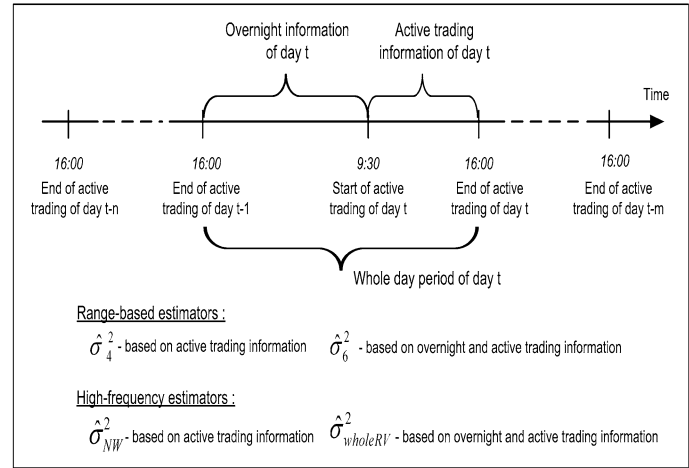 Overnight information of day t
Active trading information of day t
Time
16:00 End of active trading of day t-n
16:00 End of active trading of day t-1
9:30 Start of active trading of day t
16:00 End of active trading of day t
16:00 End of active trading of day t-m
Whole day period of day t
Range-based estimators :
σ̂²₄ - based on active trading information
σ̂²₆ - based on overnight and active trading information
High-frequency estimators :
σ̂²_NW - based on active trading information
σ̂²_wholeRV - based on overnight and active trading information